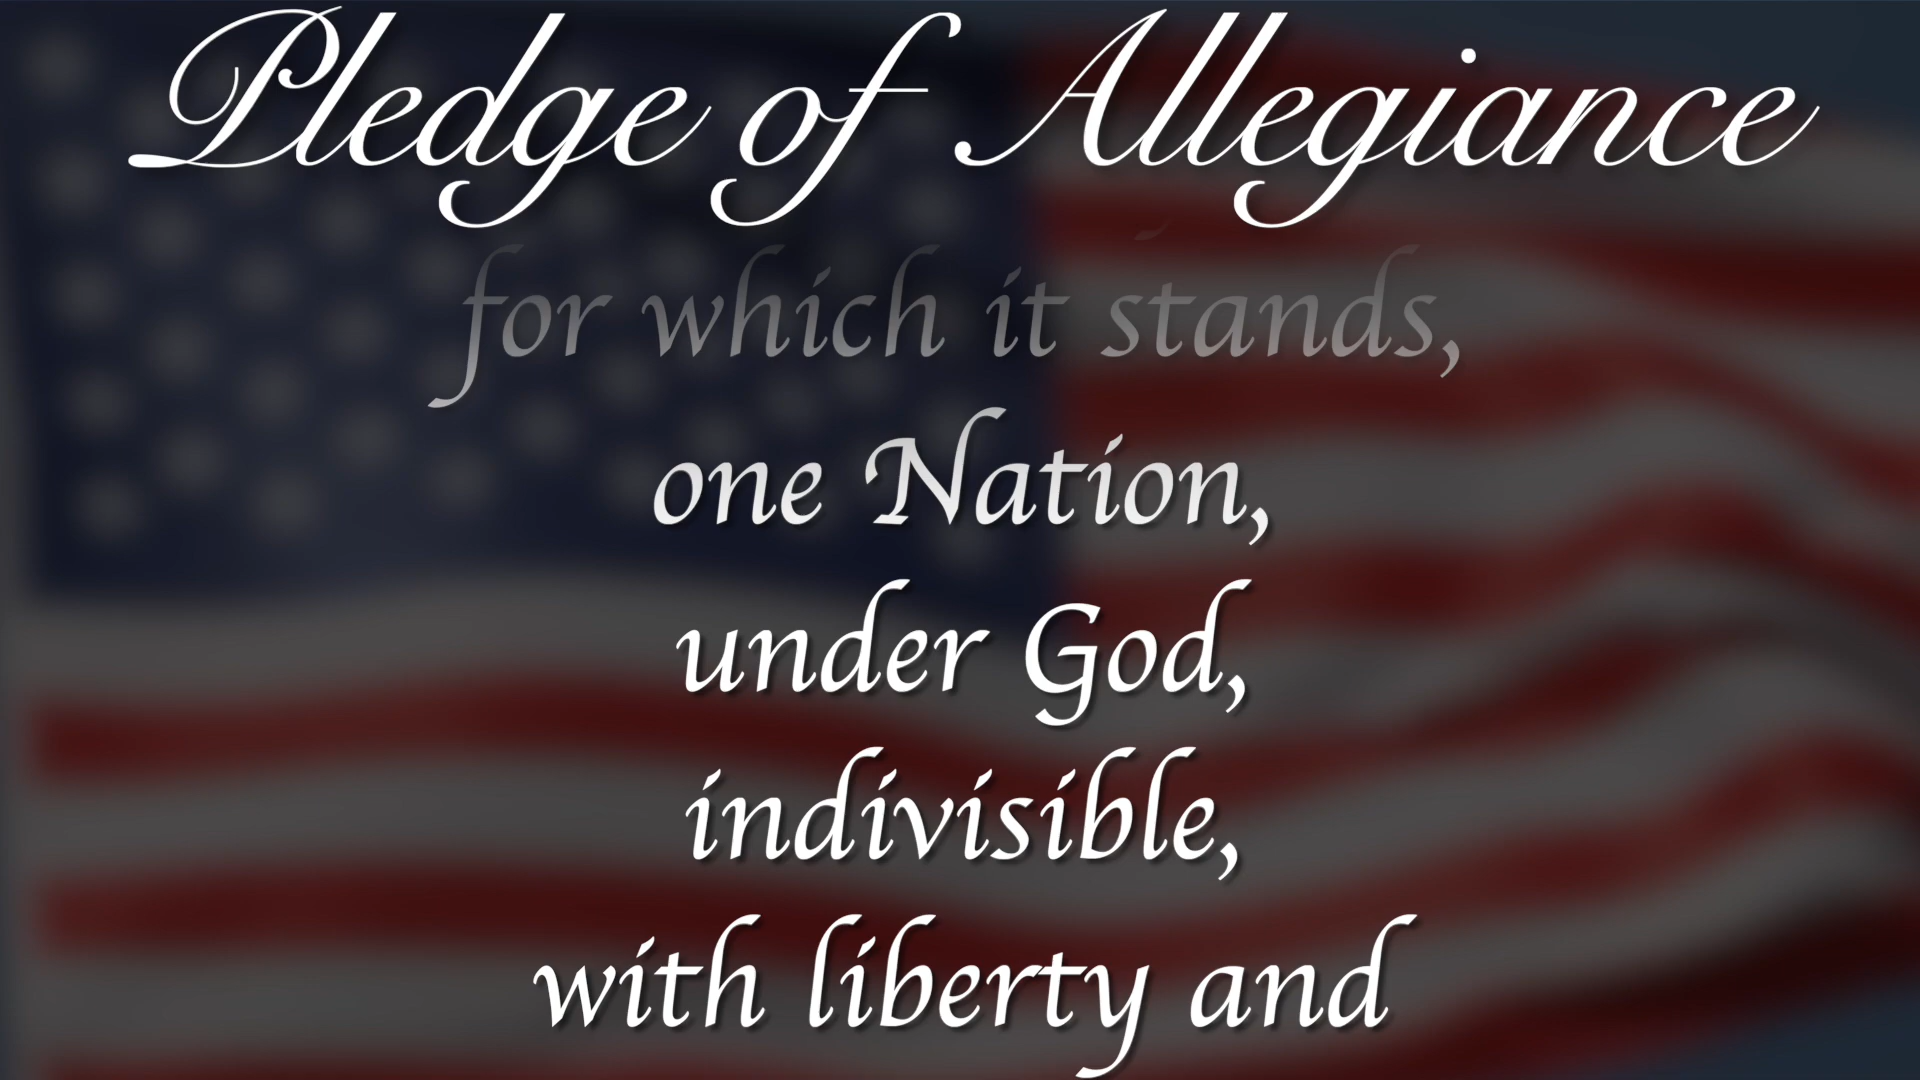 Pledge of Allegiance
for which it stands,
one Nation,
under God,
indivisible,
with liberty and